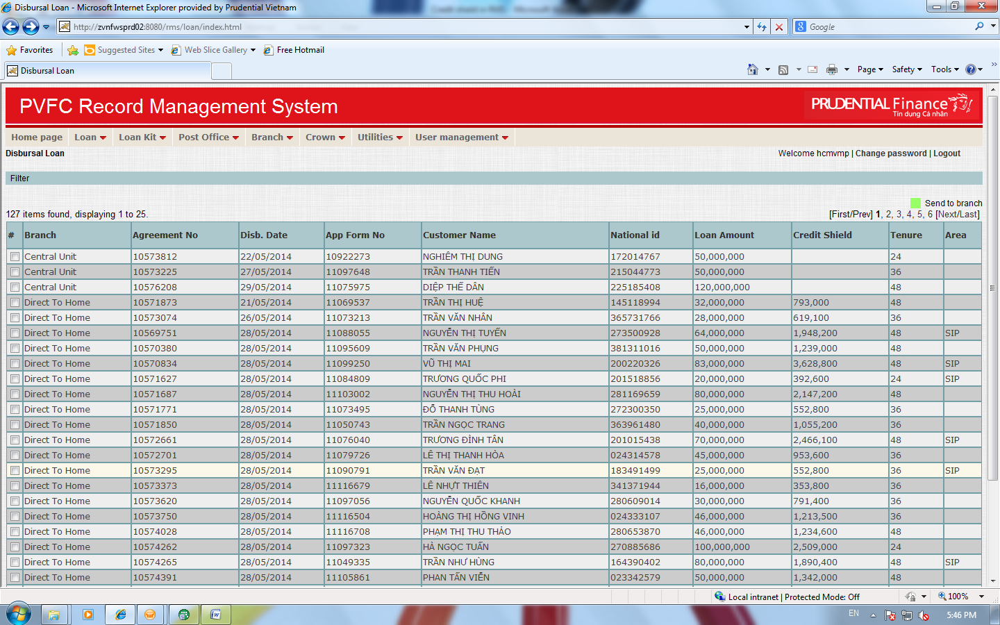 Disbursal Loan - Microsoft Internet Explorer provided by Prudential Vietnam
http://zvnfwsprd02:8080/rms/loan/index.html
Google
Favorites Suggested Sites Web Slice Gallery Free Hotmail
Disbursal Loan
Page Safety Tools
PVFC Record Management System
PRUDENTIAL Finance
Tín dụng Cá nhân
Home page Loan Loan Kit Post Office Branch Crown Utilities User management
Disbursal Loan Welcome hcmvmp | Change password | Logout
Filter
Send to branch
127 items found, displaying 1 to 25. [First/Prev] 1, 2, 3, 4, 5, 6 [Next/Last]
# Branch Agreement No Disb. Date App Form No Customer Name National id Loan Amount Credit Shield Tenure Area
Central Unit 10573812 22/05/2014 10922273 NGHIÊM THỊ DUNG 172014767 50,000,000 24
Central Unit 10573225 27/05/2014 11097648 TRẦN THANH TIẾN 215044773 50,000,000 36
Central Unit 10576208 29/05/2014 11075975 DIỆP THẾ DÂN 225185408 120,000,000 48
Direct To Home 10571873 21/05/2014 11069537 TRẦN THỊ HUỆ 145118994 32,000,000 793,000 48
Direct To Home 10573074 26/05/2014 11073213 TRẦN VĂN NHÂN 365731766 28,000,000 619,100 36
Direct To Home 10569751 28/05/2014 11088055 NGUYỄN THỊ TUYẾN 273500928 64,000,000 1,948,200 48 SIP
Direct To Home 10570380 28/05/2014 11095609 TRẦN VĂN PHỤNG 381311016 50,000,000 1,239,000 48
Direct To Home 10570834 28/05/2014 11099250 VŨ THỊ MAI 200220326 83,000,000 3,628,800 48 SIP
Direct To Home 10571627 28/05/2014 11084809 TRƯƠNG QUỐC PHI 201518856 20,000,000 392,600 24 SIP
Direct To Home 10571687 28/05/2014 11103002 NGUYỄN THỊ THU HOÀI 281169659 80,000,000 2,147,200 48
Direct To Home 10571771 28/05/2014 11073495 ĐỖ THANH TÙNG 272300350 25,000,000 552,800 36
Direct To Home 10571850 28/05/2014 11050743 TRẦN NGỌC TRANG 363961480 40,000,000 1,055,200 36
Direct To Home 10572661 28/05/2014 11076040 TRƯƠNG ĐÌNH TÂN 201015438 70,000,000 2,466,100 48 SIP
Direct To Home 10572701 28/05/2014 11079726 LÊ THỊ THANH HÒA 024314578 45,000,000 953,600 36
Direct To Home 10573295 28/05/2014 11090791 TRẦN VĂN ĐẠT 183491499 25,000,000 552,800 36 SIP
Direct To Home 10573373 28/05/2014 11116679 LÊ NHỰT THIÊN 341371944 16,000,000 353,800 36
Direct To Home 10573620 28/05/2014 11097056 NGUYỄN QUỐC KHANH 280609014 30,000,000 791,400 36
Direct To Home 10573750 28/05/2014 11116504 HOÀNG THỊ HỒNG VINH 024333107 46,000,000 1,213,500 36
Direct To Home 10574028 28/05/2014 11116708 PHẠM THỊ THU THẢO 280653870 46,000,000 1,234,600 48
Direct To Home 10574262 28/05/2014 11097323 HÀ NGỌC TUẤN 270885686 100,000,000 2,509,000 24
Direct To Home 10574265 28/05/2014 11049335 TRẦN NHƯ HÙNG 164390402 80,000,000 1,890,400 48 SIP
Direct To Home 10574391 28/05/2014 11105861 PHAN TẤN VIỄN 023342579 50,000,000 1,342,000 48
Local intranet | Protected Mode: Off 100%
EN 5:46 PM